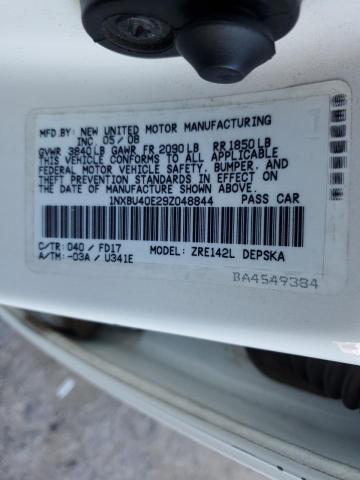 MFD.BY: NEW UNITED MOTOR MANUFACTURING
INC. 05/08
GVWR 3840LB GAWR FR 2090LB RR1850LB
THIS VEHICLE CONFORMS TO ALL APPLICABLE
FEDERAL MOTOR VEHICLE SAFETY, BUMPER, AND
THEFT PREVENTION STANDARDS IN EFFECT ON
THE DATE OF MANUFACTURE SHOWN ABOVE.
1NXBU40E29Z048844 PASS CAR
C/TR: 040 / FD17 MODEL: ZRE142L DEPSKA
A/TM: -03A / U341E
BA4549384